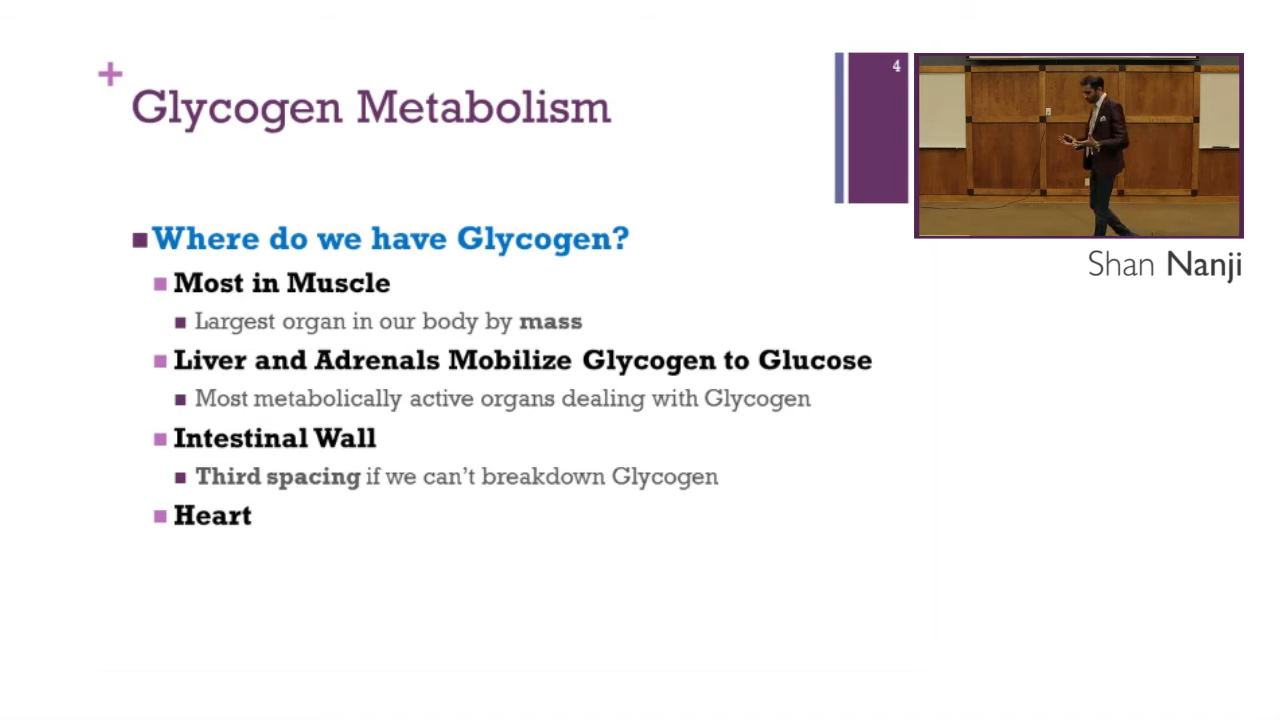 +
Glycogen Metabolism
4
Where do we have Glycogen?
Most in Muscle
Largest organ in our body by mass
Liver and Adrenals Mobilize Glycogen to Glucose
Most metabolically active organs dealing with Glycogen
Intestinal Wall
Third spacing if we can't breakdown Glycogen
Heart
Shan Nanji